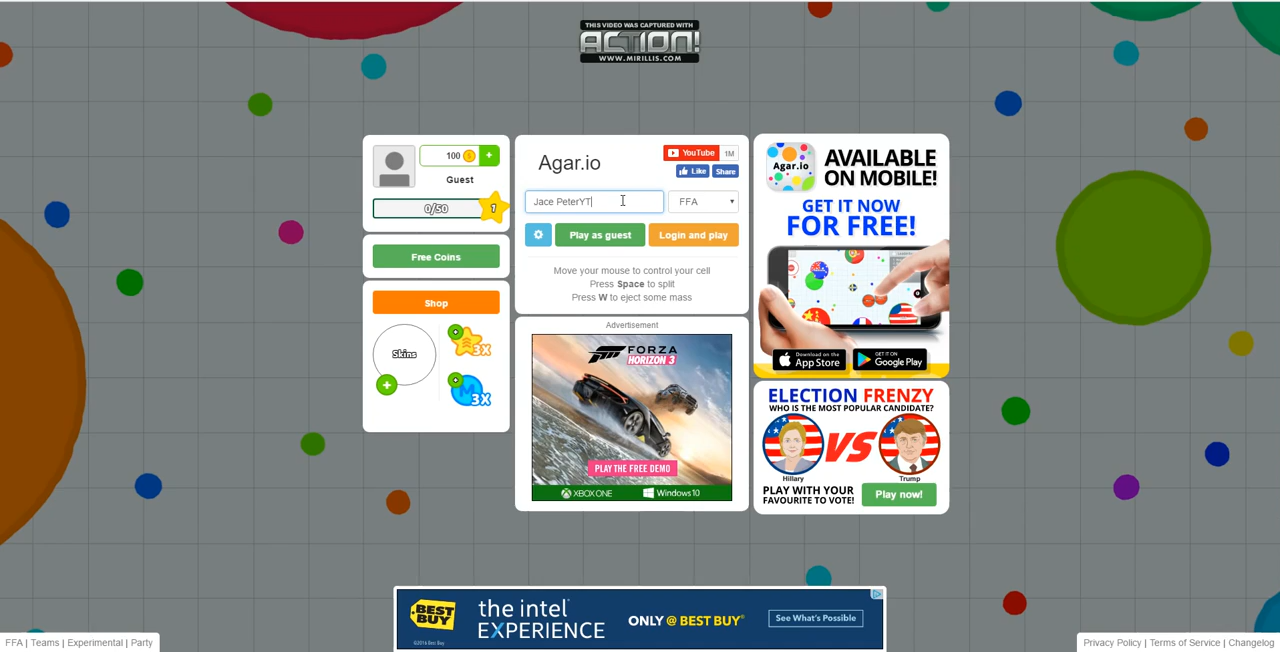 THIS VIDEO WAS CAPTURED WITH
ACTION!
WWW.MIRILLIS.COM
100
+
Guest
0/50
1
Free Coins
Shop
Skins
+
3X
3X
Agar.io
YouTube 1M
Like Share
Jace PeterYT
FFA
Play as guest
Login and play
Move your mouse to control your cell
Press Space to split
Press W to eject some mass
Advertisement
FORZA
HORIZON 3
PLAY THE FREE DEMO
XBOX ONE Windows 10
Agar.io
AVAILABLE
ON MOBILE!
GET IT NOW
FOR FREE!
Download on the
App Store
GET IT ON
Google Play
ELECTION FRENZY
WHO IS THE MOST POPULAR CANDIDATE?
VS
Hillary Trump
PLAY WITH YOUR
FAVOURITE TO VOTE!
Play now!
BEST
BUY
©2016 Best Buy
the intel®
EXPERIENCE
ONLY @ BEST BUY®
See What's Possible
FFA | Teams | Experimental | Party
Privacy Policy | Terms of Service | Changelog